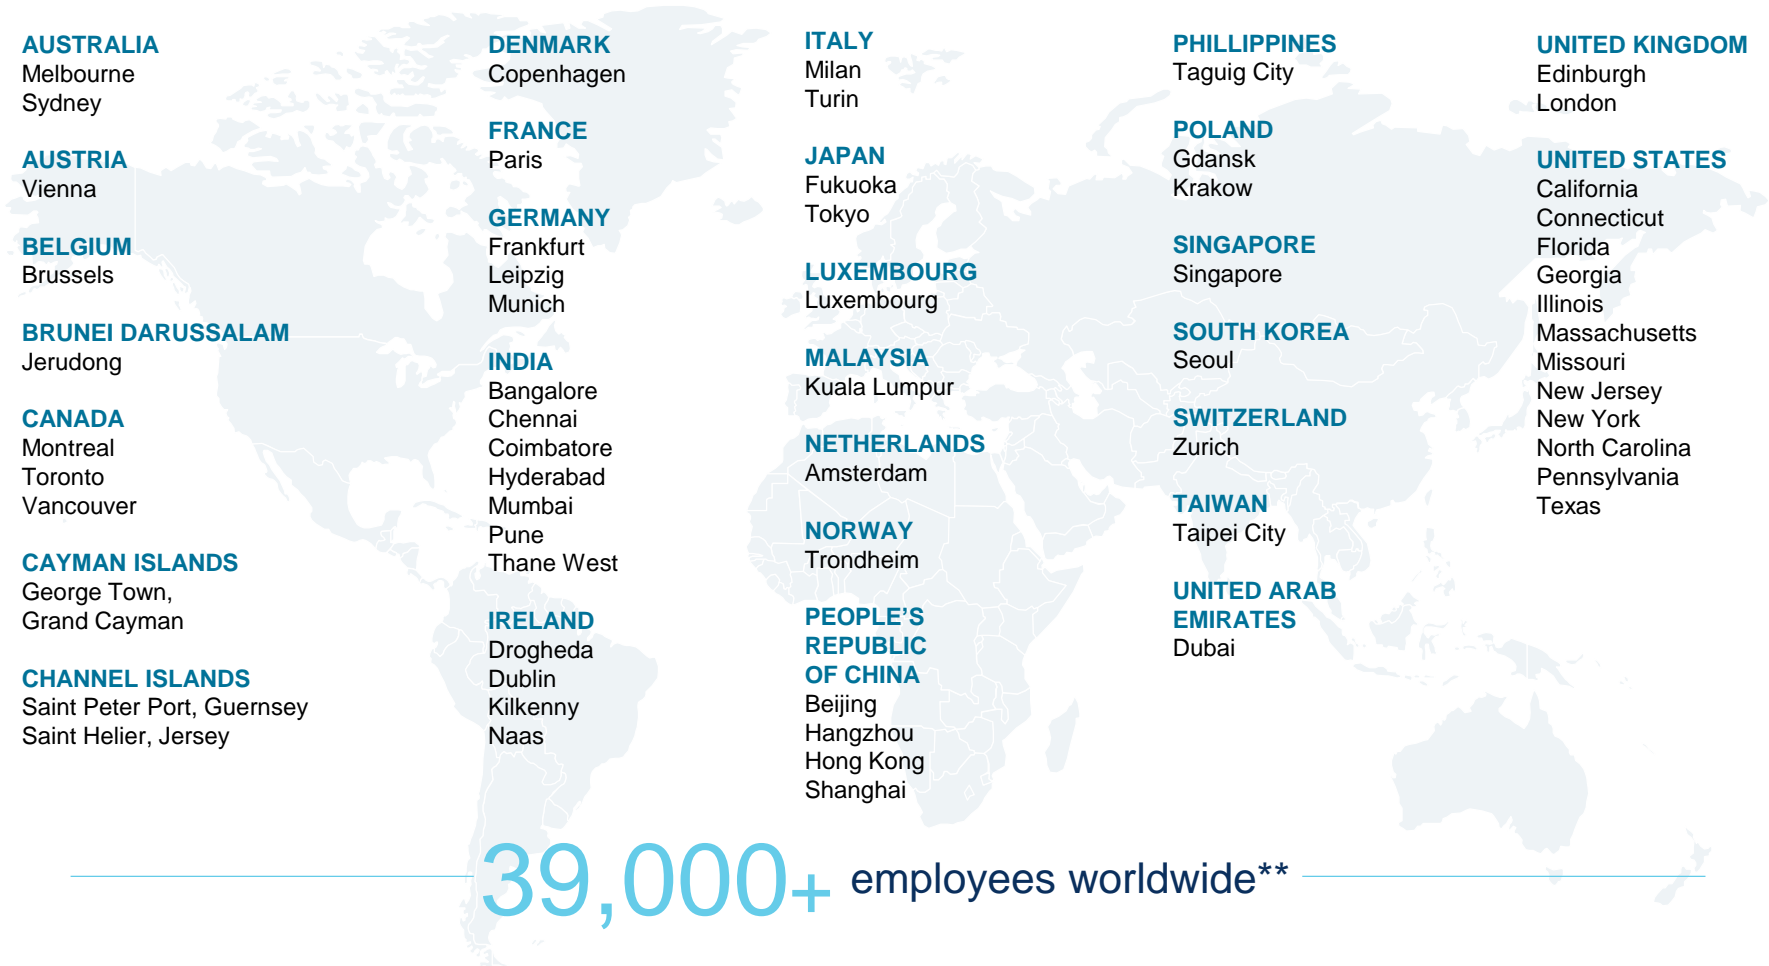 AUSTRALIA
Melbourne
Sydney
AUSTRIA
Vienna
BELGIUM
Brussels
BRUNEI DARUSSALAM
Jerudong
CANADA
Montreal
Toronto
Vancouver
CAYMAN ISLANDS
George Town,
Grand Cayman
CHANNEL ISLANDS
Saint Peter Port, Guernsey
Saint Helier, Jersey
DENMARK
Copenhagen
FRANCE
Paris
GERMANY
Frankfurt
Leipzig
Munich
INDIA
Bangalore
Chennai
Coimbatore
Hyderabad
Mumbai
Pune
Thane West
IRELAND
Drogheda
Dublin
Kilkenny
Naas
ITALY
Milan
Turin
JAPAN
Fukuoka
Tokyo
LUXEMBOURG
Luxembourg
MALAYSIA
Kuala Lumpur
NETHERLANDS
Amsterdam
NORWAY
Trondheim
PEOPLE’S
REPUBLIC
OF CHINA
Beijing
Hangzhou
Hong Kong
Shanghai
PHILLIPPINES
Taguig City
POLAND
Gdansk
Krakow
SINGAPORE
Singapore
SOUTH KOREA
Seoul
SWITZERLAND
Zurich
TAIWAN
Taipei City
UNITED ARAB
EMIRATES
Dubai
UNITED KINGDOM
Edinburgh
London
UNITED STATES
California
Connecticut
Florida
Georgia
Illinois
Massachusetts
Missouri
New Jersey
New York
North Carolina
Pennsylvania
Texas
39,000+ employees worldwide**